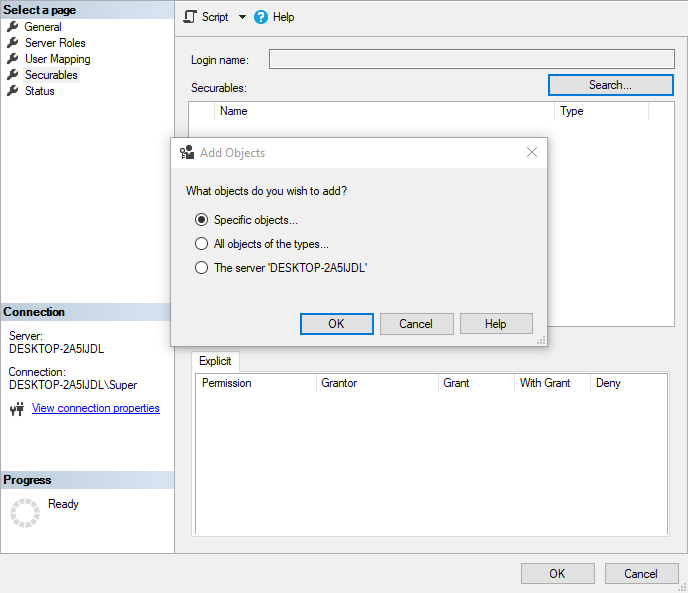 Select a page
General
Server Roles
User Mapping
Securables
Status
Script
Help
Login name:
Securables:
Search...
Name
Type
Add Objects
What objects do you wish to add?
Specific objects...
All objects of the types...
The server 'DESKTOP-2A5IJDL'
OK
Cancel
Help
Connection
Server:
DESKTOP-2A5IJDL
Connection:
DESKTOP-2A5IJDL\Super
View connection properties
Progress
Ready
Explicit
Permission
Grantor
Grant
With Grant
Deny
OK
Cancel